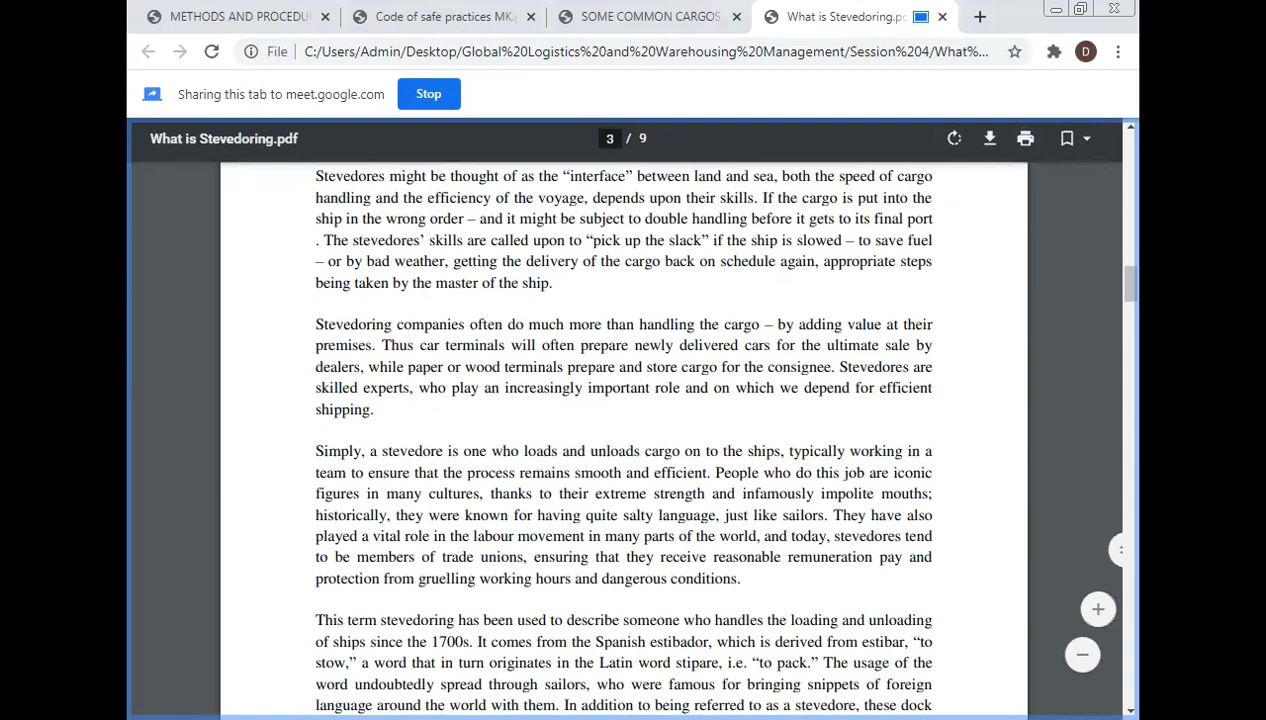 METHODS AND PROCEDU
Code of safe practices MK.p
SOME COMMON CARGOS
What is Stevedoring.pd
File
C:/Users/Admin/Desktop/Global%20Logistics%20and%20Warehousing%20Management/Session%204/What%...
D
Sharing this tab to meet.google.com
Stop
What is Stevedoring.pdf
3 / 9
Stevedores might be thought of as the “interface” between land and sea, both the speed of cargo
handling and the efficiency of the voyage, depends upon their skills. If the cargo is put into the
ship in the wrong order – and it might be subject to double handling before it gets to its final port
. The stevedores’ skills are called upon to “pick up the slack” if the ship is slowed – to save fuel
– or by bad weather, getting the delivery of the cargo back on schedule again, appropriate steps
being taken by the master of the ship.
Stevedoring companies often do much more than handling the cargo – by adding value at their
premises. Thus car terminals will often prepare newly delivered cars for the ultimate sale by
dealers, while paper or wood terminals prepare and store cargo for the consignee. Stevedores are
skilled experts, who play an increasingly important role and on which we depend for efficient
shipping.
Simply, a stevedore is one who loads and unloads cargo on to the ships, typically working in a
team to ensure that the process remains smooth and efficient. People who do this job are iconic
figures in many cultures, thanks to their extreme strength and infamously impolite mouths;
historically, they were known for having quite salty language, just like sailors. They have also
played a vital role in the labour movement in many parts of the world, and today, stevedores tend
to be members of trade unions, ensuring that they receive reasonable remuneration pay and
protection from gruelling working hours and dangerous conditions.
This term stevedoring has been used to describe someone who handles the loading and unloading
of ships since the 1700s. It comes from the Spanish estibador, which is derived from estibar, “to
stow,” a word that in turn originates in the Latin word stipare, i.e. “to pack.” The usage of the
word undoubtedly spread through sailors, who were famous for bringing snippets of foreign
language around the world with them. In addition to being referred to as a stevedore, these dock